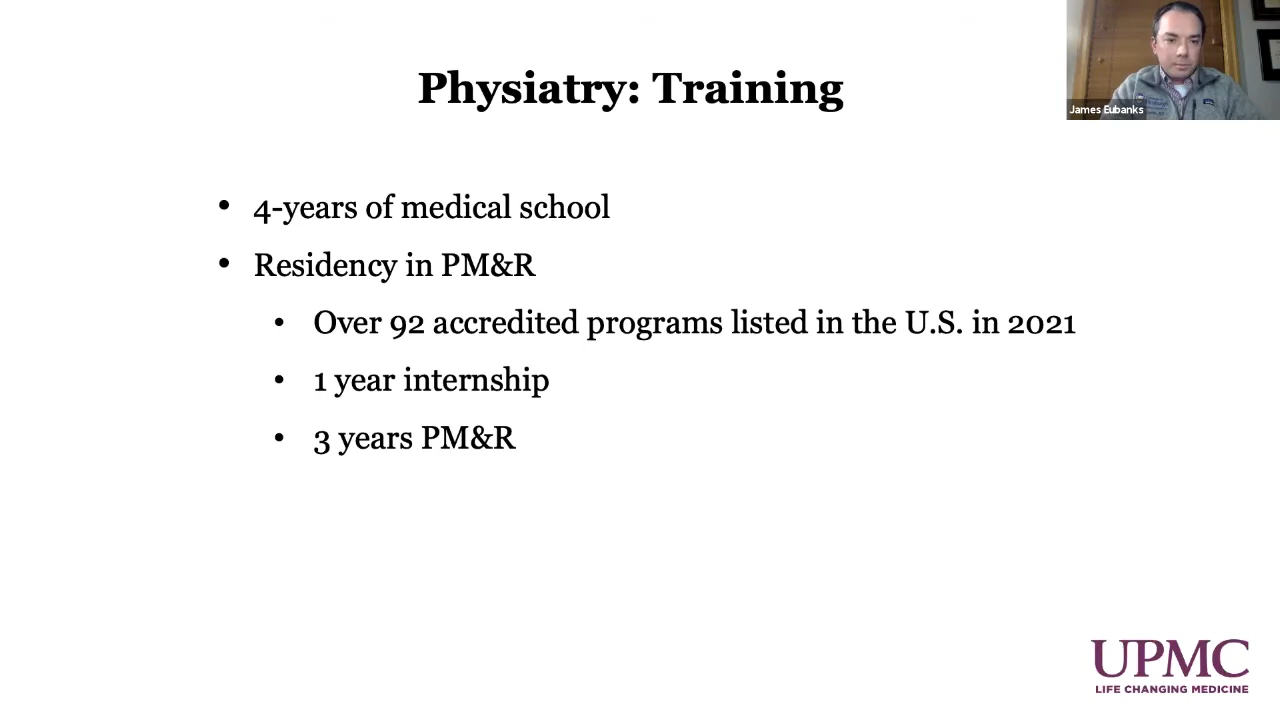 Physiatry: Training
James Eubanks
• 4-years of medical school
• Residency in PM&R
• Over 92 accredited programs listed in the U.S. in 2021
• 1 year internship
• 3 years PM&R
UPMC
LIFE CHANGING MEDICINE